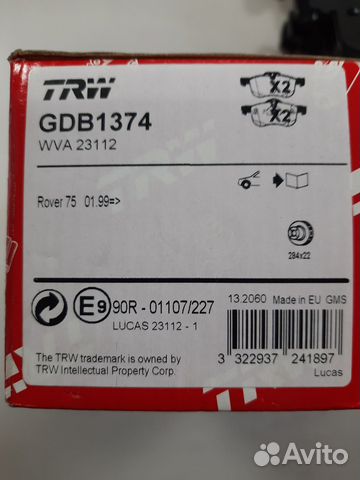 TRW
X2
X2
GDB1374
WVA 23112
Rover 75 01.99=>
284x22
E9 90R - 01107/227
LUCAS 23112 - 1
13.2060 Made in EU GMS
The TRW trademark is owned by
TRW Intellectual Property Corp.
3 322937 241897
Lucas
Avito